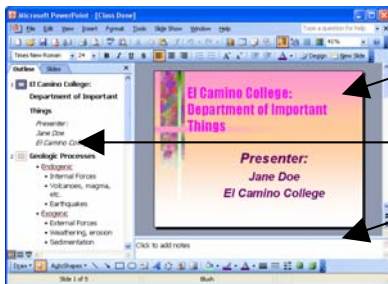 Microsoft PowerPoint - [Class Done]
File Edit View Insert Format Tools Slide Show Window Help Type a question for help
41%
Times New Roman 24 B I U S Design New Slide
Outline Slides
1 El Camino College:
Department of Important
Things
Presenter:
Jane Doe
El Camino
2 Geologic Processes
• Endogenic
• Internal Forces
• Volcanoes, magma,
etc.
• Earthquakes
• Exogenic
• External Forces
• Weathering, erosion
• Sedimentation
El Camino College:
Department of Important
Things
Presenter:
Jane Doe
El Camino College
Click to add notes
Draw AutoShapes
Slide 1 of 5 Blush